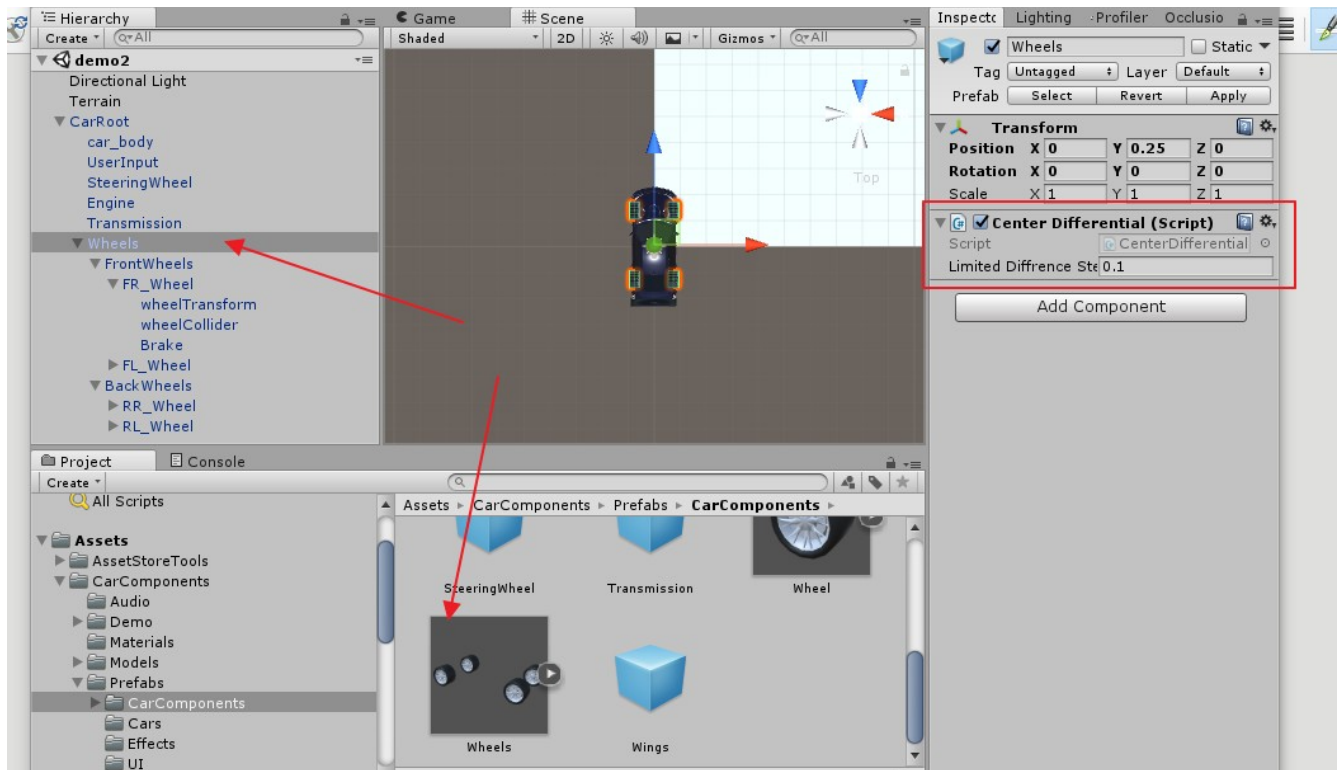 Hierarchy
Create
All
demo2
Directional Light
Terrain
CarRoot
car_body
UserInput
SteeringWheel
Engine
Transmission
Wheels
FrontWheels
FR_Wheel
wheelTransform
wheelCollider
Brake
FL_Wheel
BackWheels
RR_Wheel
RL_Wheel
Game
Scene
Shaded
2D
Gizmos
All
Top
Inspectc
Lighting
Profiler
Occlusio
Wheels
Static
Tag
Untagged
Layer
Default
Prefab
Select
Revert
Apply
Transform
Position X 0 Y 0.25 Z 0
Rotation X 0 Y 0 Z 0
Scale X 1 Y 1 Z 1
Center Differential (Script)
Script
CenterDifferential
Limited Diffrence Ste 0.1
Add Component
Project
Console
Create
All Scripts
Assets
AssetStoreTools
CarComponents
Audio
Demo
Materials
Models
Prefabs
CarComponents
Cars
Effects
UI
Assets
CarComponents
Prefabs
CarComponents
SteeringWheel
Transmission
Wheel
Wheels
Wings